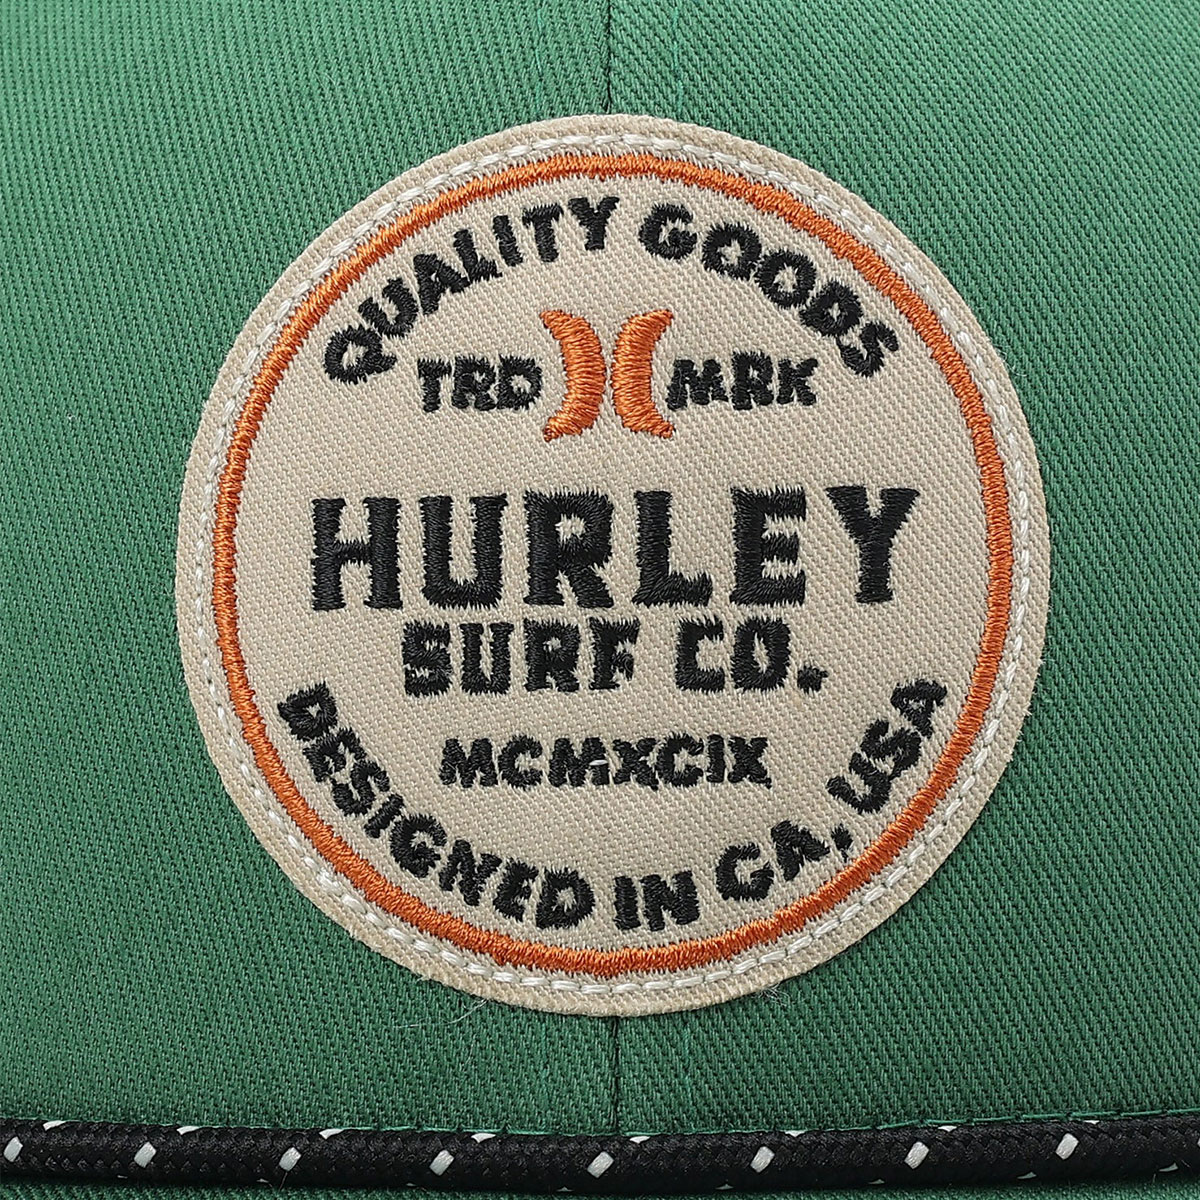 QUALITY GOODS
TRD MRK
HURLEY
SURF CO.
MCMXCIX
DESIGNED IN CA, USA